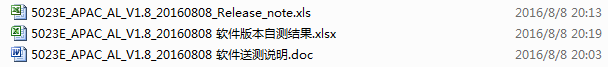 5023E_APAC_AL_V1.8_20160808_Release_note.xls 2016/8/8 20:13
5023E_APAC_AL_V1.8_20160808 软件版本自测结果.xlsx 2016/8/8 20:19
5023E_APAC_AL_V1.8_20160808 软件送测说明.doc 2016/8/8 20:03